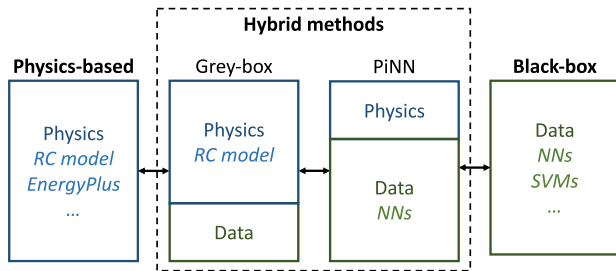 Hybrid methods
Physics-based
Grey-box
PiNN
Black-box
Physics
RC model
EnergyPlus
...
Physics
RC model
Data
Physics
Data
NNs
Data
NNs
SVMs
...